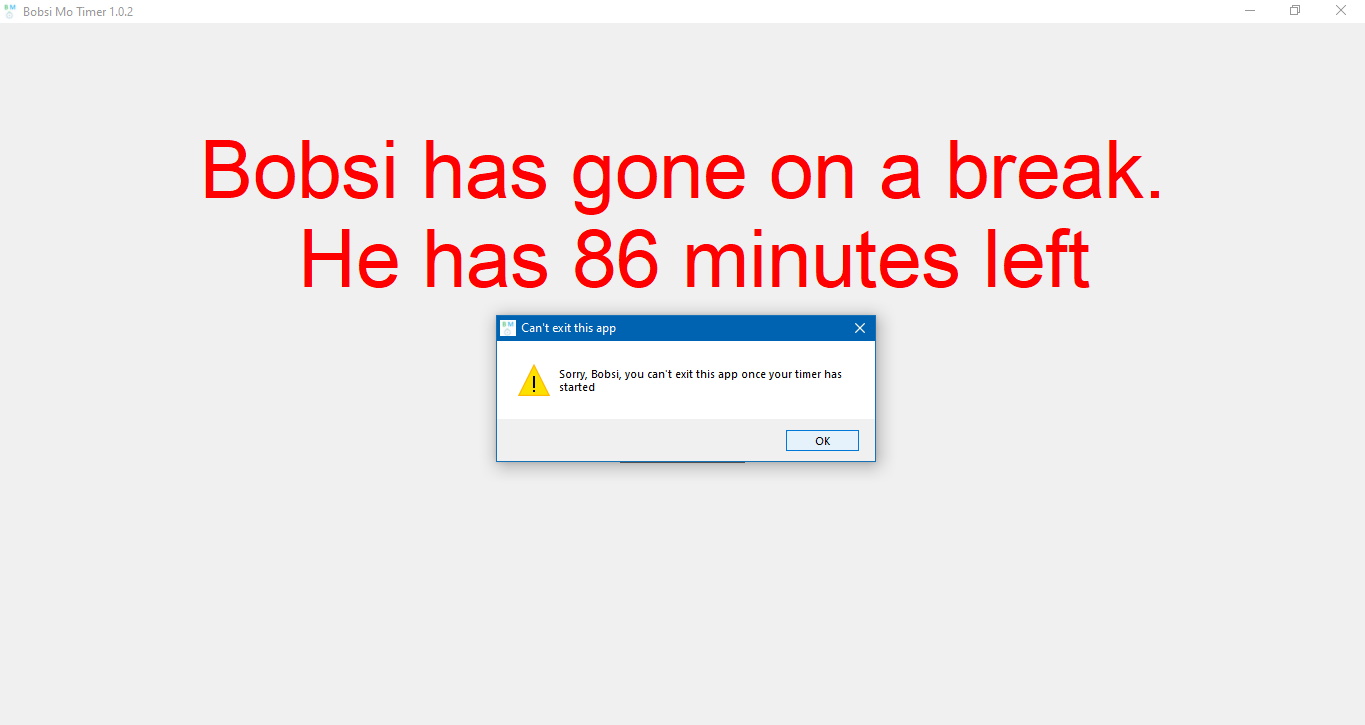 Bobsi Mo Timer 1.0.2
Bobsi has gone on a break.
He has 86 minutes left
BM Can't exit this app
Sorry, Bobsi, you can't exit this app once your timer has
started
OK